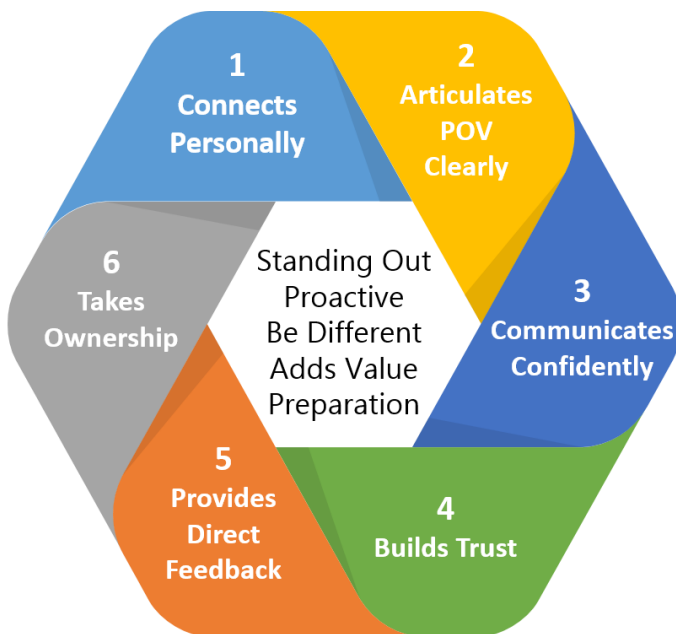 1
Connects
Personally
2
Articulates
POV
Clearly
3
Communicates
Confidently
4
Builds Trust
5
Provides
Direct
Feedback
6
Takes
Ownership
Standing Out
Proactive
Be Different
Adds Value
Preparation